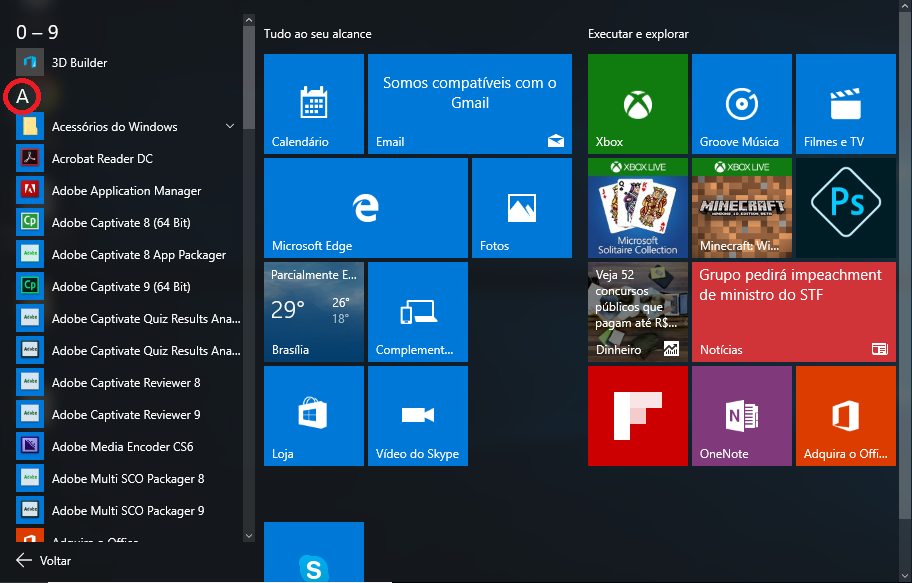 0 – 9
3D Builder
A
Acessórios do Windows
Acrobat Reader DC
Adobe Application Manager
Adobe Captivate 8 (64 Bit)
Adobe Captivate 8 App Packager
Adobe Captivate 9 (64 Bit)
Adobe Captivate Quiz Results Ana...
Adobe Captivate Quiz Results Ana...
Adobe Captivate Reviewer 8
Adobe Captivate Reviewer 9
Adobe Media Encoder CS6
Adobe Multi SCO Packager 8
Adobe Multi SCO Packager 9
Adquira o Office
Voltar
Tudo ao seu alcance
Calendário
Somos compatíveis com o
Gmail
Email
Microsoft Edge
Fotos
Parcialmente E...
29°
26°
18°
Brasília
Complement...
Loja
Vídeo do Skype
Executar e explorar
Xbox
Groove Música
Filmes e TV
XBOX LIVE
Microsoft
Solitaire Collection
XBOX LIVE
MINECRAFT
WINDOWS 10 EDITION BETA
Minecraft: Wi...
Ps
Veja 52
concursos
públicos que
pagam até R$...
Dinheiro
Grupo pedirá impeachment
de ministro do STF
Notícias
OneNote
Adquira o Offi...